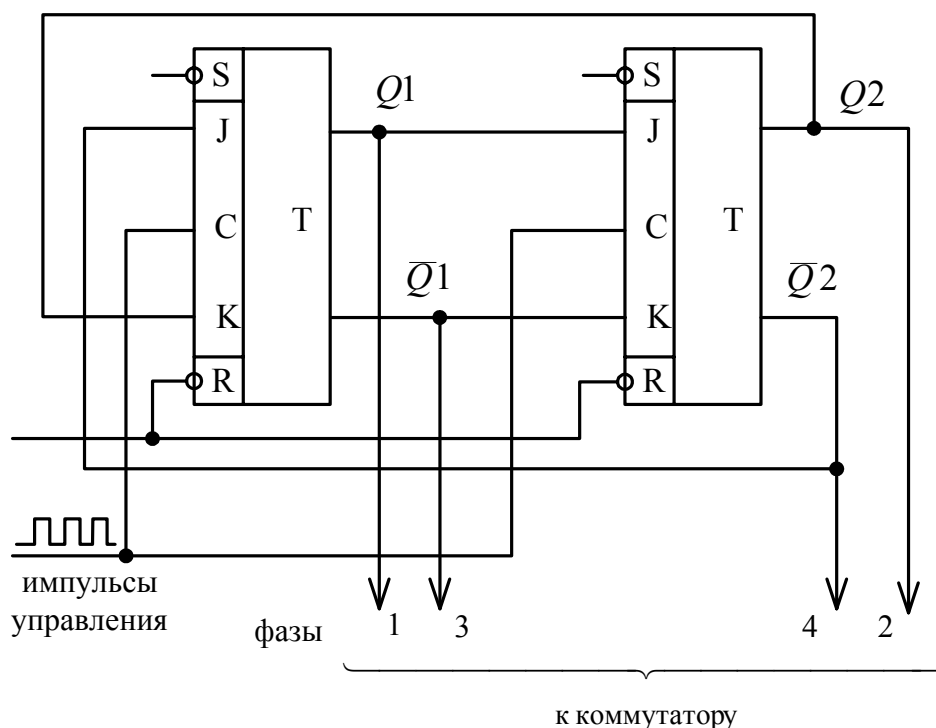 S
S
Q1
Q2
J
J
C
T
C
T
Q̅1
Q̅2
K
K
R
R
импульсы
управления
фазы
1
3
4
2
к коммутатору